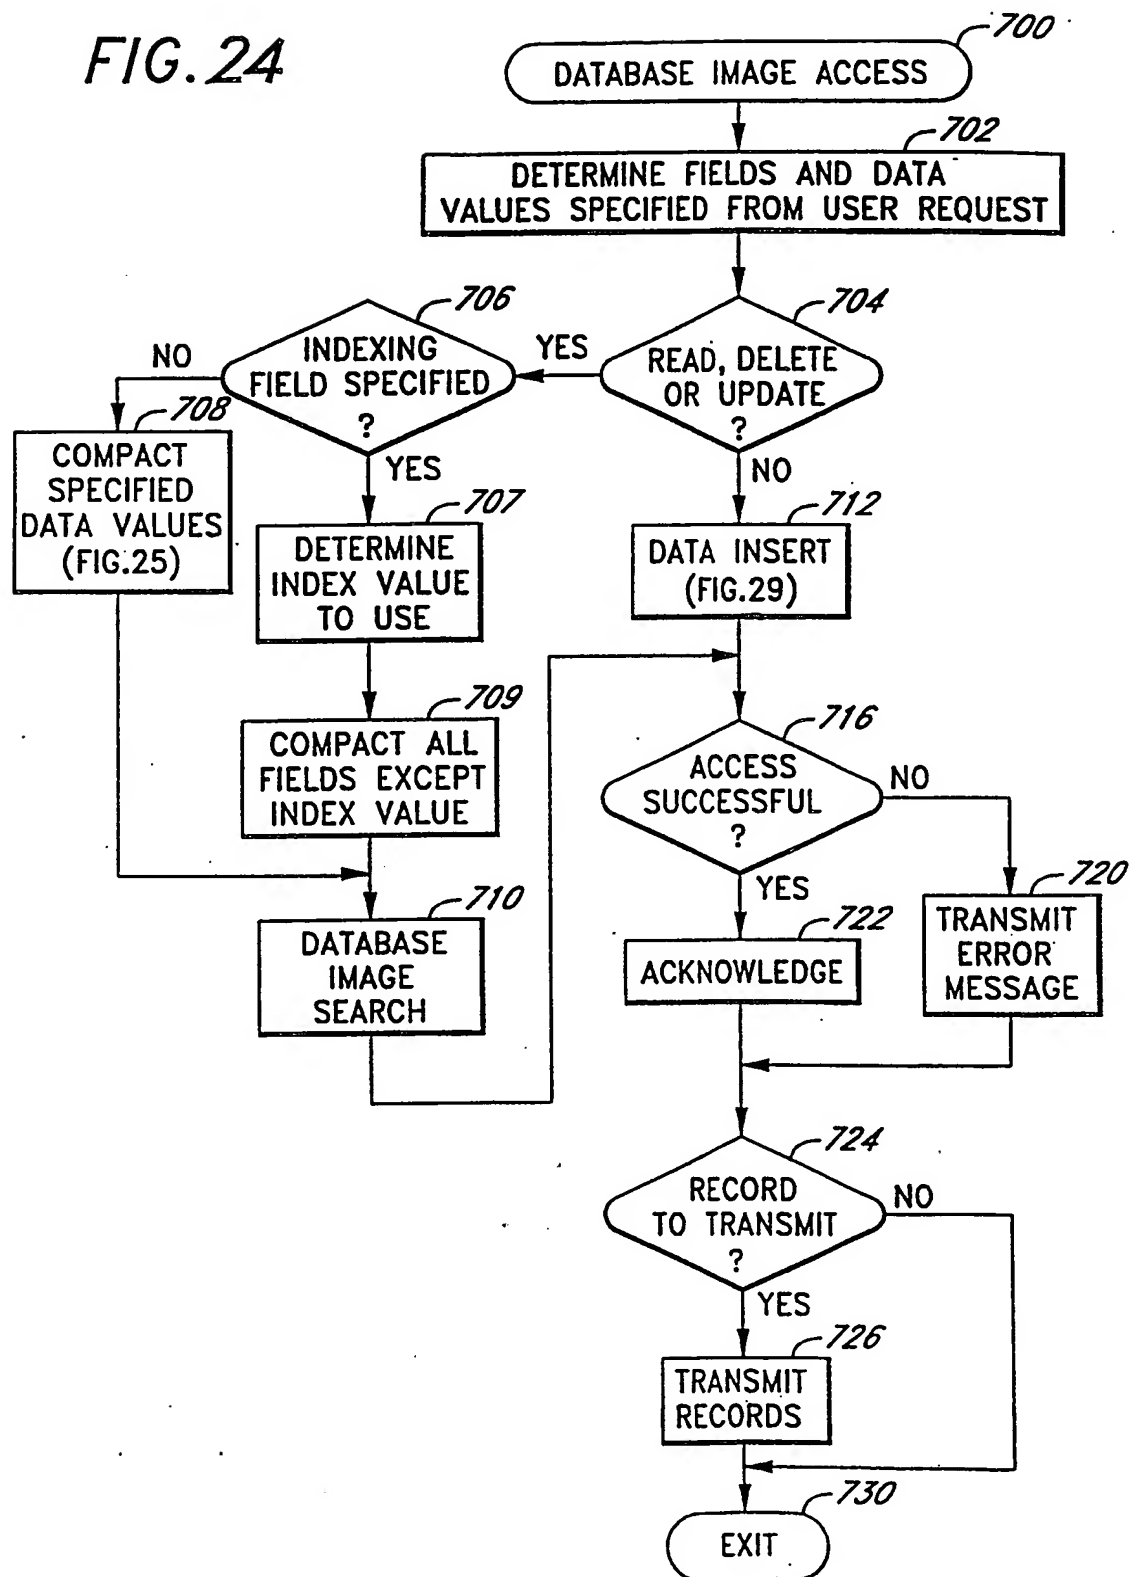 FIG. 24
700
DATABASE IMAGE ACCESS
702
DETERMINE FIELDS AND DATA
VALUES SPECIFIED FROM USER REQUEST
704
READ, DELETE
OR UPDATE
?
YES
NO
706
INDEXING
FIELD SPECIFIED
?
NO
YES
708
COMPACT
SPECIFIED
DATA VALUES
(FIG.25)
707
DETERMINE
INDEX VALUE
TO USE
712
DATA INSERT
(FIG.29)
709
COMPACT ALL
FIELDS EXCEPT
INDEX VALUE
716
ACCESS
SUCCESSFUL
?
NO
YES
710
DATABASE
IMAGE
SEARCH
722
ACKNOWLEDGE
720
TRANSMIT
ERROR
MESSAGE
724
RECORD
TO TRANSMIT
?
NO
YES
726
TRANSMIT
RECORDS
730
EXIT